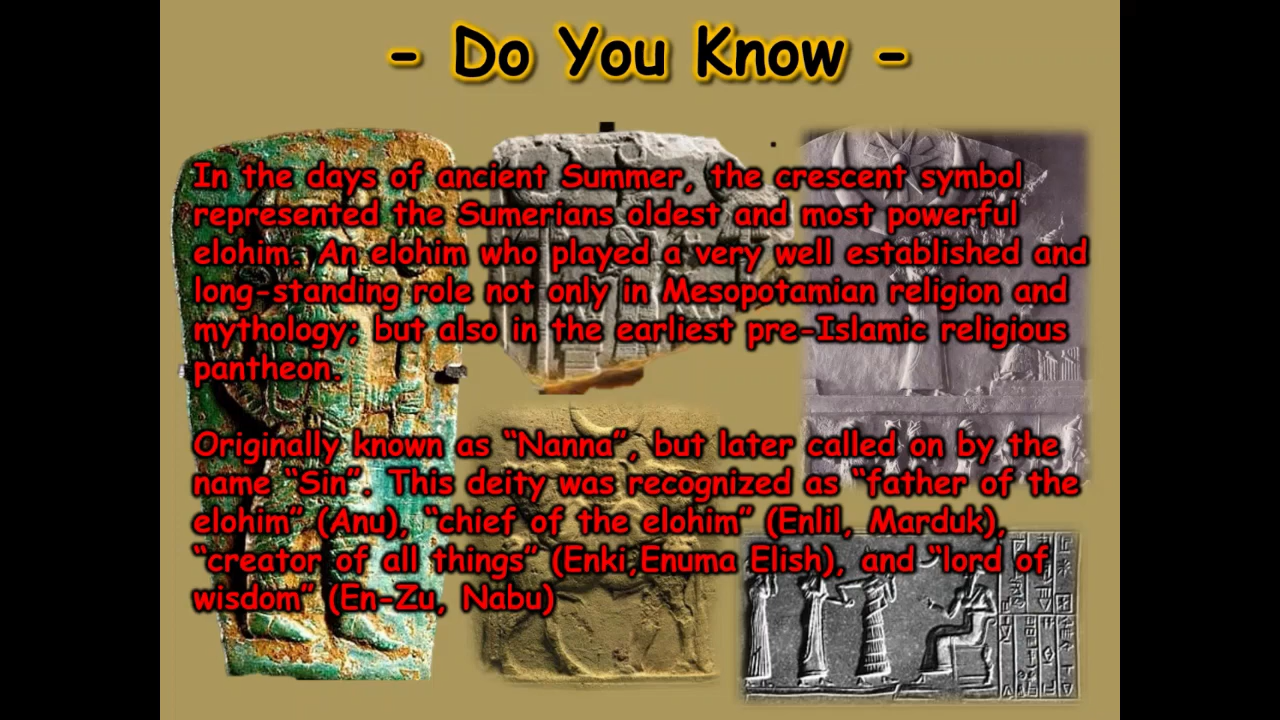 - Do You Know -
In the days of ancient Summer, the crescent symbol
represented the Sumerians oldest and most powerful
elohim. An elohim who played a very well established and
long-standing role not only in Mesopotamian religion and
mythology; but also in the earliest pre-Islamic religious
pantheon.
Originally known as “Nanna”, but later called on by the
name “Sin”. This deity was recognized as “father of the
elohim” (Anu), “chief of the elohim” (Enlil, Marduk),
“creator of all things” (Enki,Enuma Elish), and “lord of
wisdom” (En-Zu, Nabu)